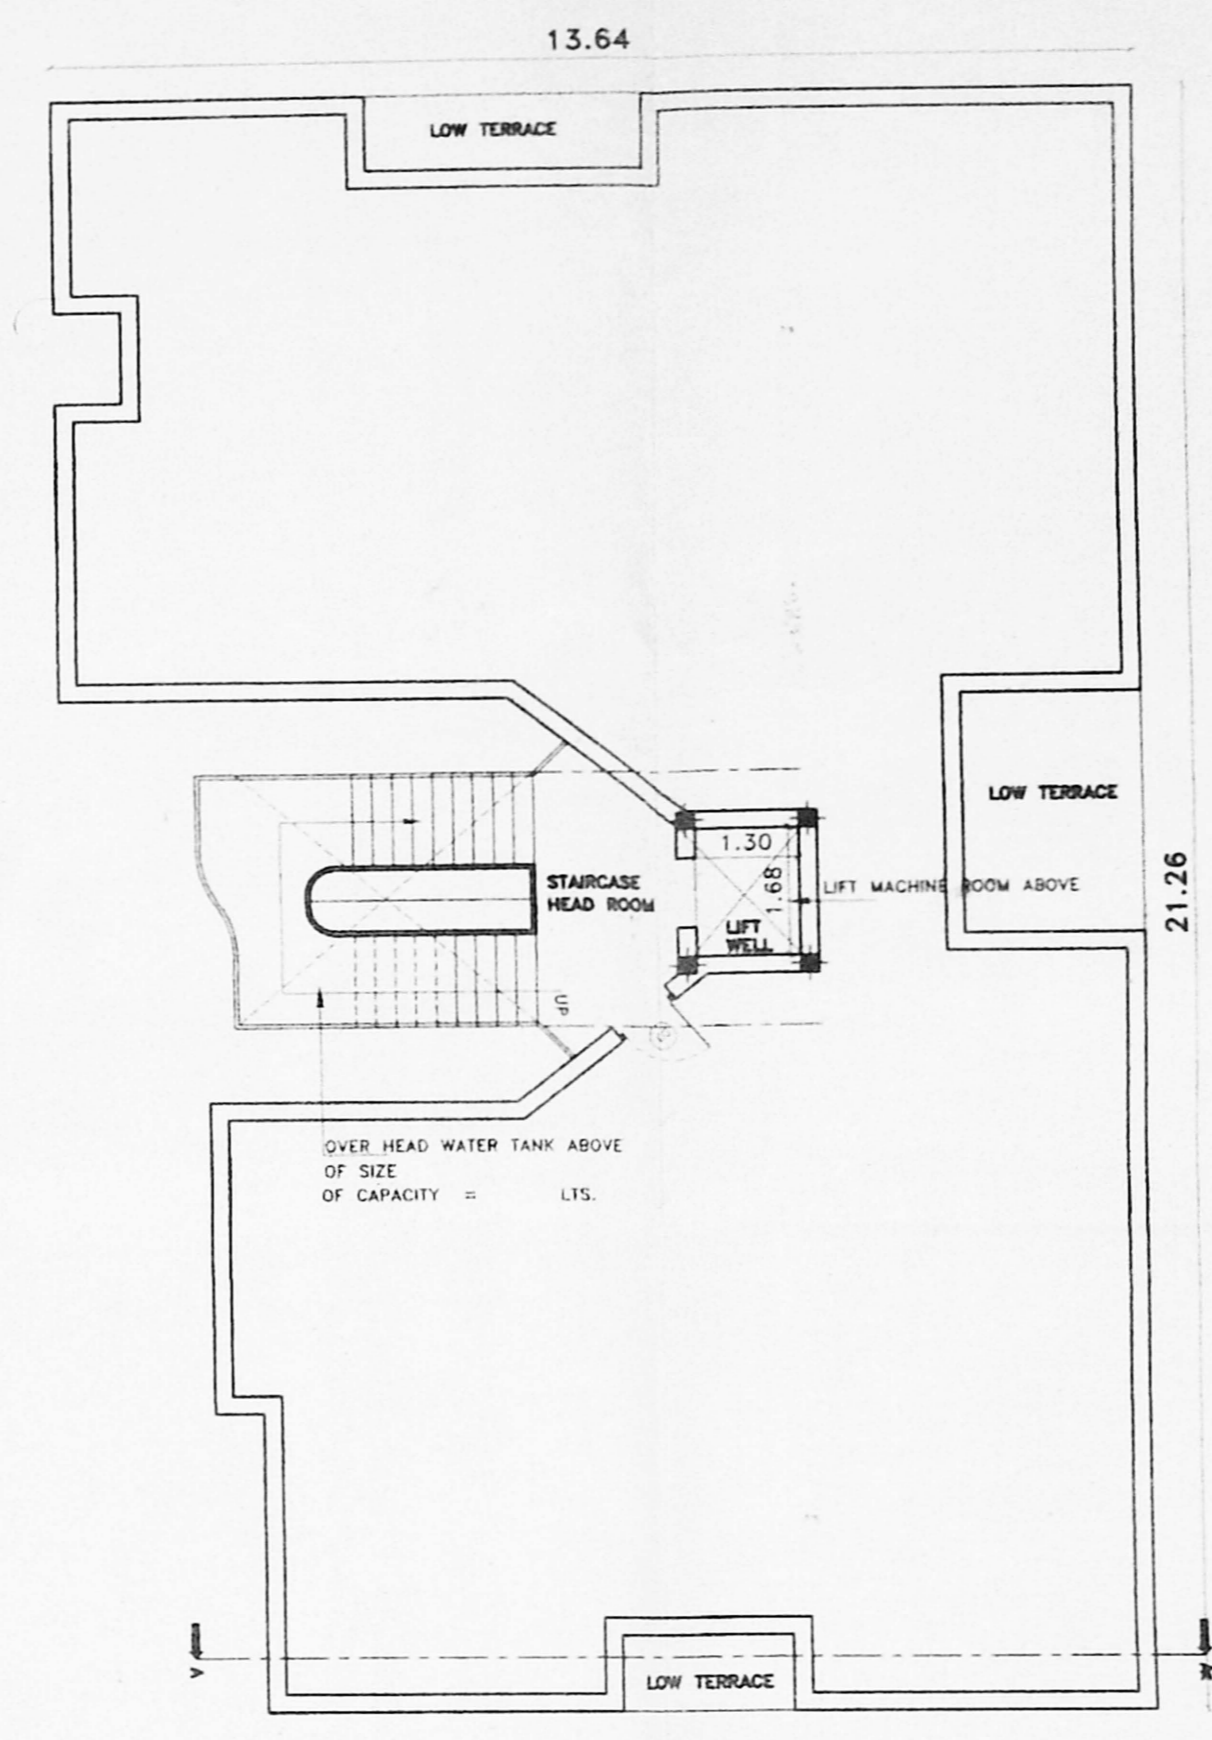 13.64
LOW TERRACE
LOW TERRACE
21.26
1.30
1.68
LIFT MACHINE ROOM ABOVE
STAIRCASE
HEAD ROOM
LIFT
WELL
UP
OVER HEAD WATER TANK ABOVE
OF SIZE
OF CAPACITY = LTS.
LOW TERRACE